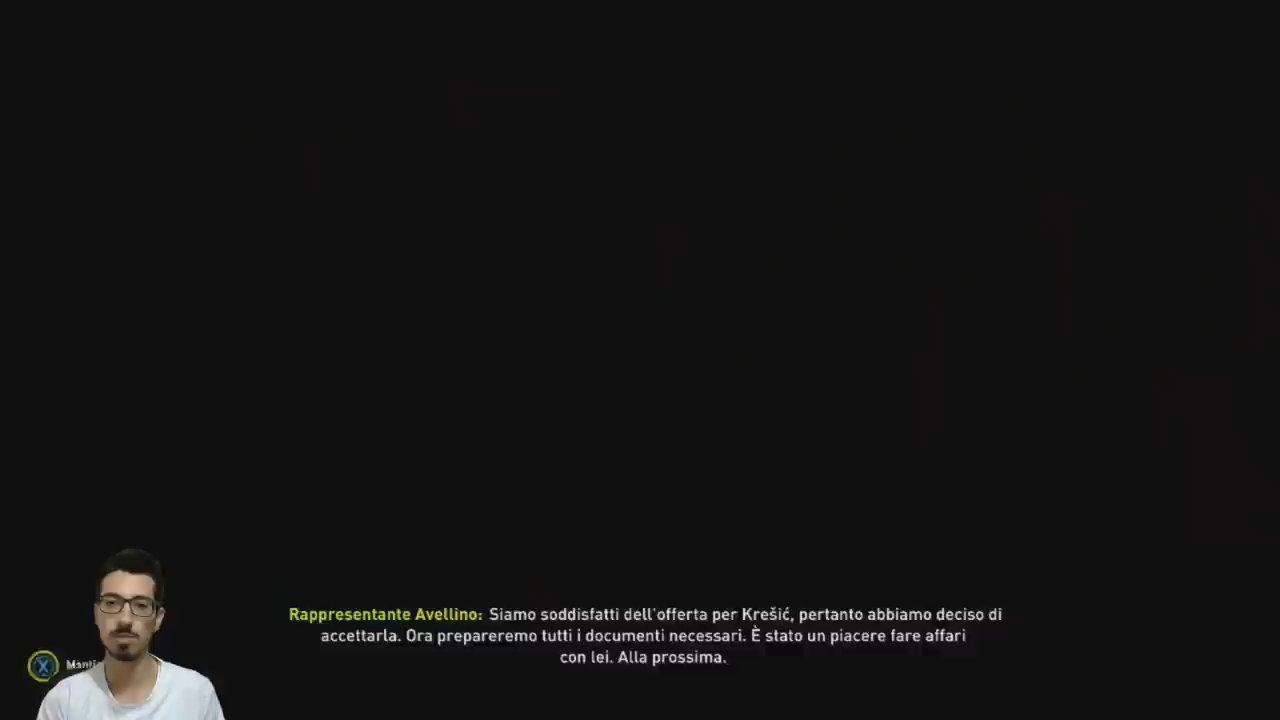 Rappresentante Avellino: Siamo soddisfatti dell'offerta per Krešić, pertanto abbiamo deciso di
accettarla. Ora prepareremo tutti i documenti necessari. È stato un piacere fare affari
con lei. Alla prossima.
X